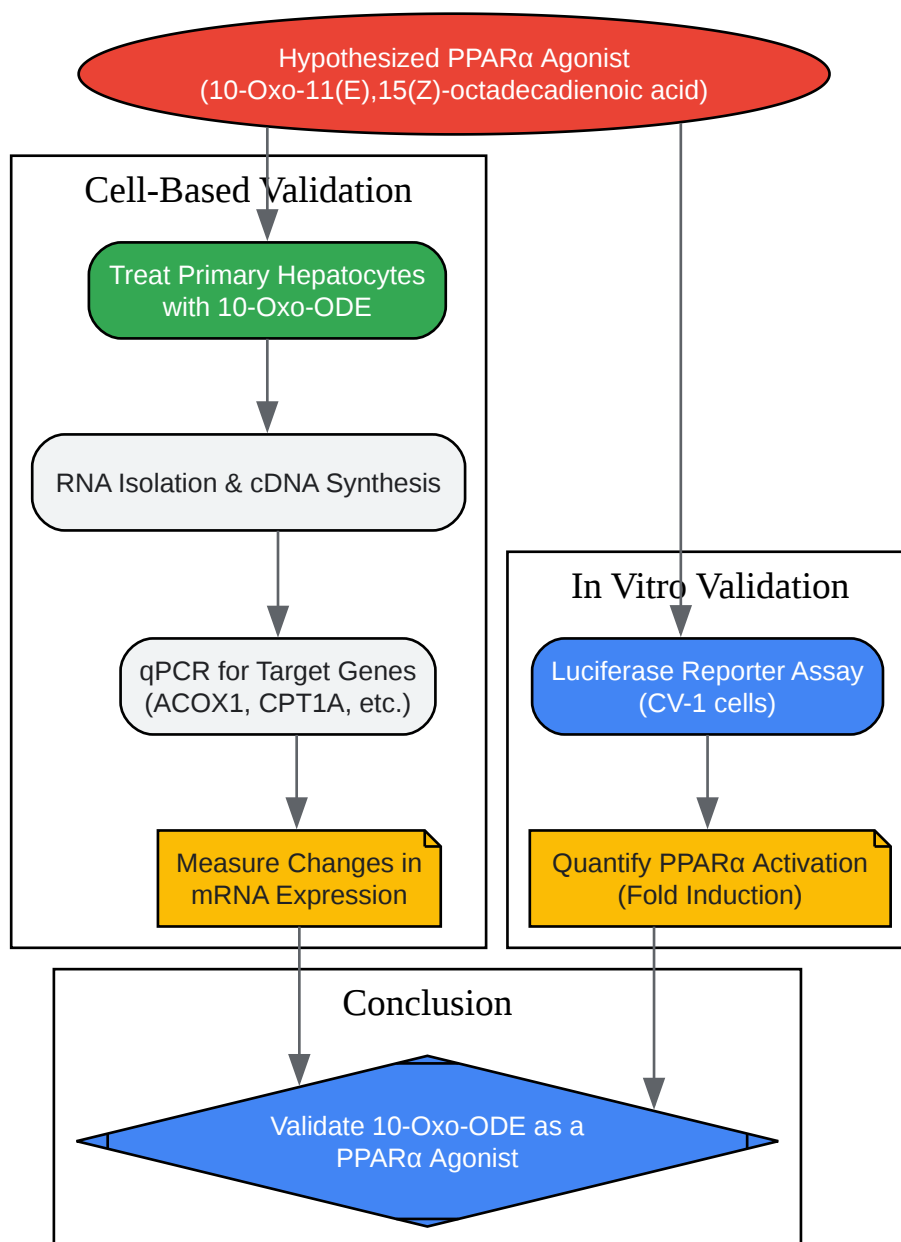 Hypothesized PPARα Agonist
(10-Oxo-11(E),15(Z)-octadecadienoic acid)
Cell-Based Validation
Treat Primary Hepatocytes
with 10-Oxo-ODE
RNA Isolation & cDNA Synthesis
qPCR for Target Genes
(ACOX1, CPT1A, etc.)
Measure Changes in
mRNA Expression
In Vitro Validation
Luciferase Reporter Assay
(CV-1 cells)
Quantify PPARα Activation
(Fold Induction)
Conclusion
Validate 10-Oxo-ODE as a
PPARα Agonist